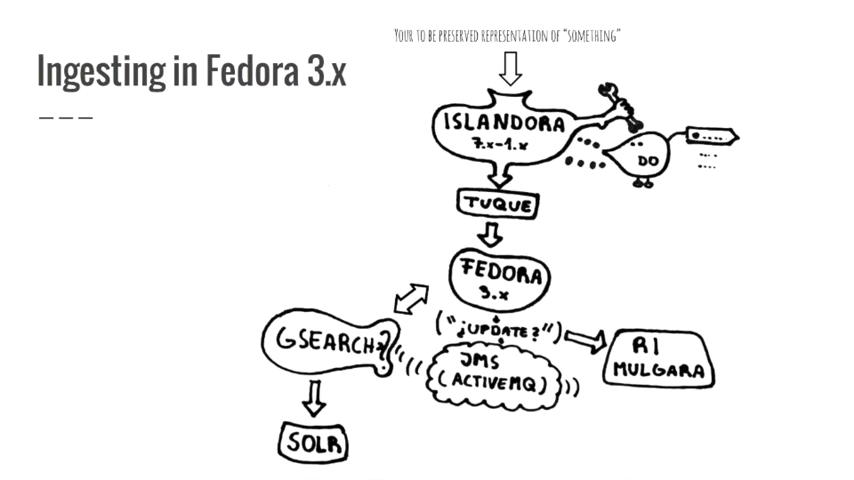 Your to be preserved representation of "something"
Ingesting in Fedora 3.x
ISLANDORA
7.x-1.x
DO
TUQUE
FEDORA
3.x
("¿UPDATE?")
GSEARCH
RI
MULGARA
JMS
(ACTIVEMQ)
SOLR